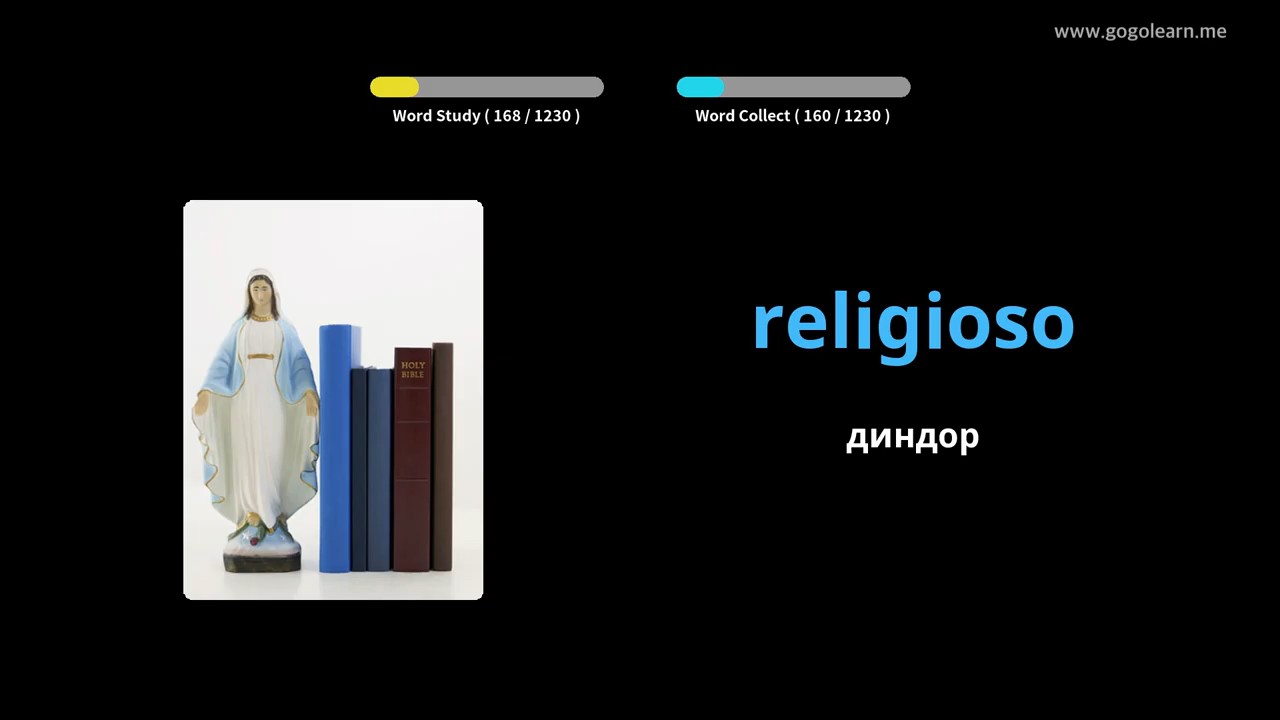 www.gogolearn.me
Word Study ( 168 / 1230 )
Word Collect ( 160 / 1230 )
HOLY
BIBLE
religioso
диндор